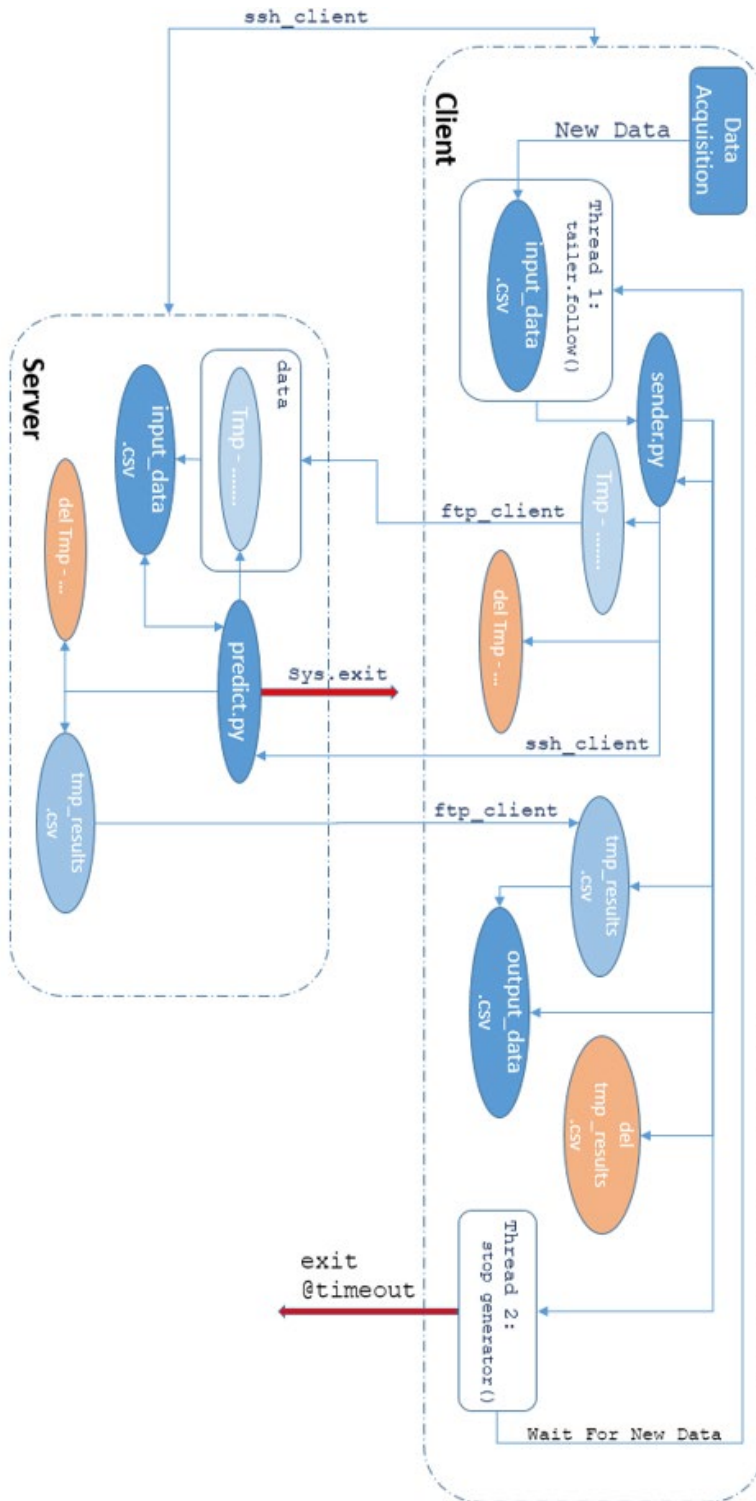 ssh_client
Client
Data
Acquisition
New Data
Thread 1:
tailer.follow()
input_data
.csv
sender.py
Tmp - .......
ftp_client
del Tmp - ...
ssh_client
tmp_results
.csv
ftp_client
output_data
.csv
del
tmp_results
.csv
Thread 2:
stop generator()
exit
@timeout
Wait For New Data
Server
data
Tmp - .......
input_data
.csv
del Tmp - ...
predict.py
Sys.exit
tmp_results
.csv